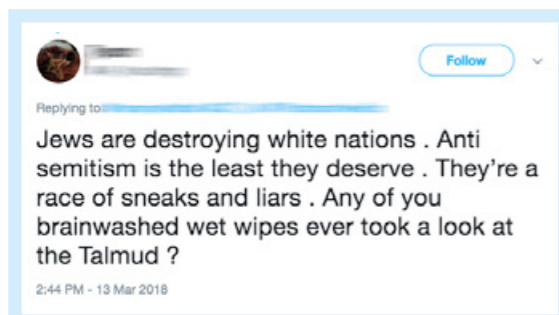 Follow
Replying to
Jews are destroying white nations . Anti
semitism is the least they deserve . They're a
race of sneaks and liars . Any of you
brainwashed wet wipes ever took a look at
the Talmud ?
2:44 PM - 13 Mar 2018